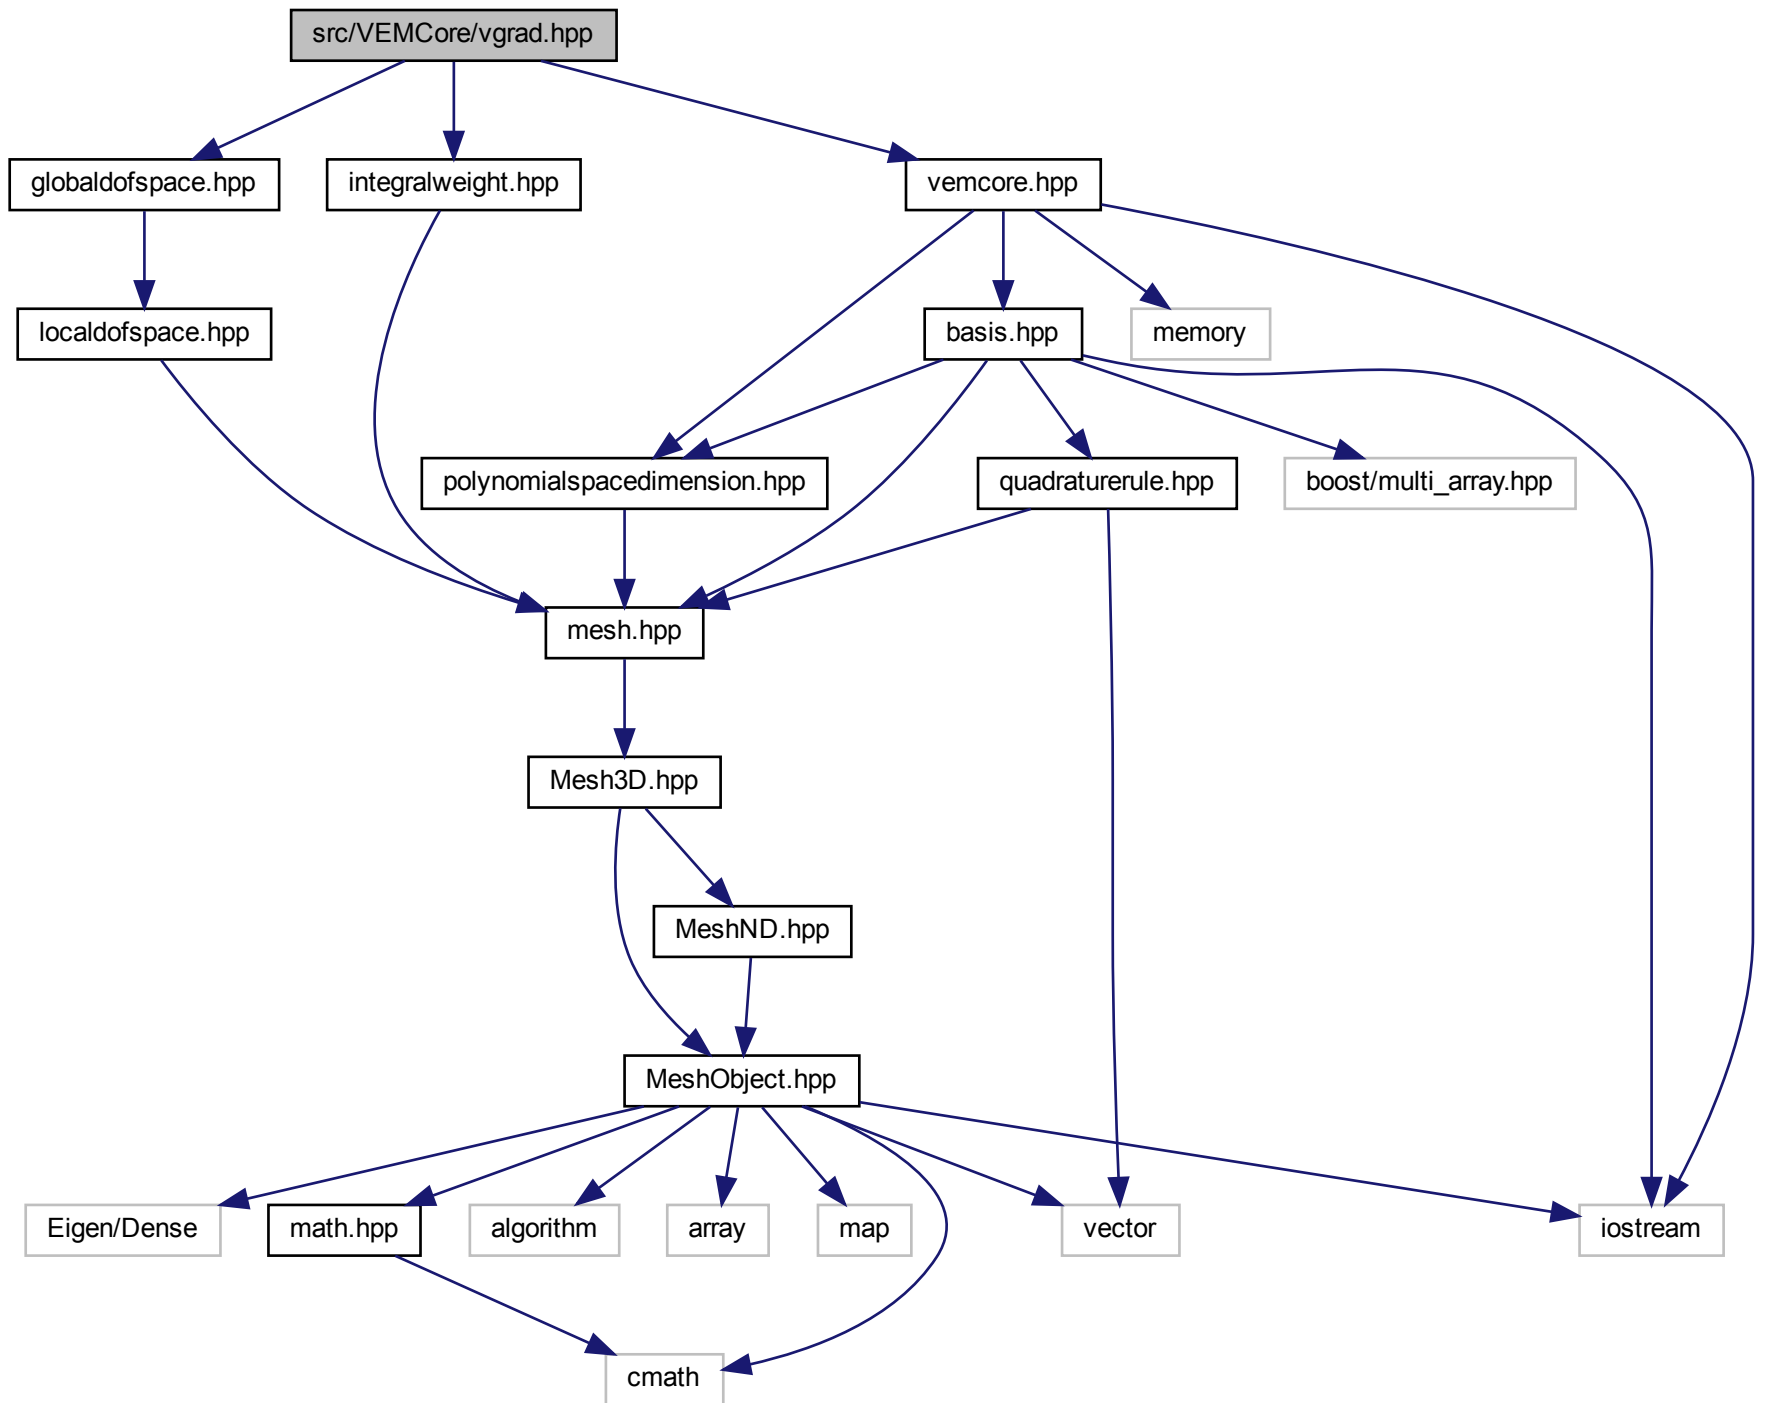 src/VEMCore/vgrad.hpp
globaldofspace.hpp
integralweight.hpp
vemcore.hpp
localdofspace.hpp
basis.hpp
memory
polynomialspacedimension.hpp
quadraturerule.hpp
boost/multi_array.hpp
mesh.hpp
Mesh3D.hpp
MeshND.hpp
MeshObject.hpp
Eigen/Dense
math.hpp
algorithm
array
map
vector
iostream
cmath